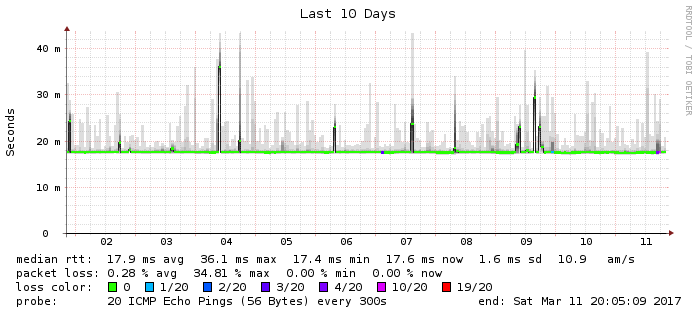 Last 10 Days
RRDTOOL / TOBI OETIKER
Seconds
40 m
30 m
20 m
10 m
0
02 03 04 05 06 07 08 09 10 11
median rtt: 17.9 ms avg 36.1 ms max 17.4 ms min 17.6 ms now 1.6 ms sd 10.9 am/s
packet loss: 0.28 % avg 34.81 % max 0.00 % min 0.00 % now
loss color: 0 1/20 2/20 3/20 4/20 10/20 19/20
probe: 20 ICMP Echo Pings (56 Bytes) every 300s end: Sat Mar 11 20:05:09 2017